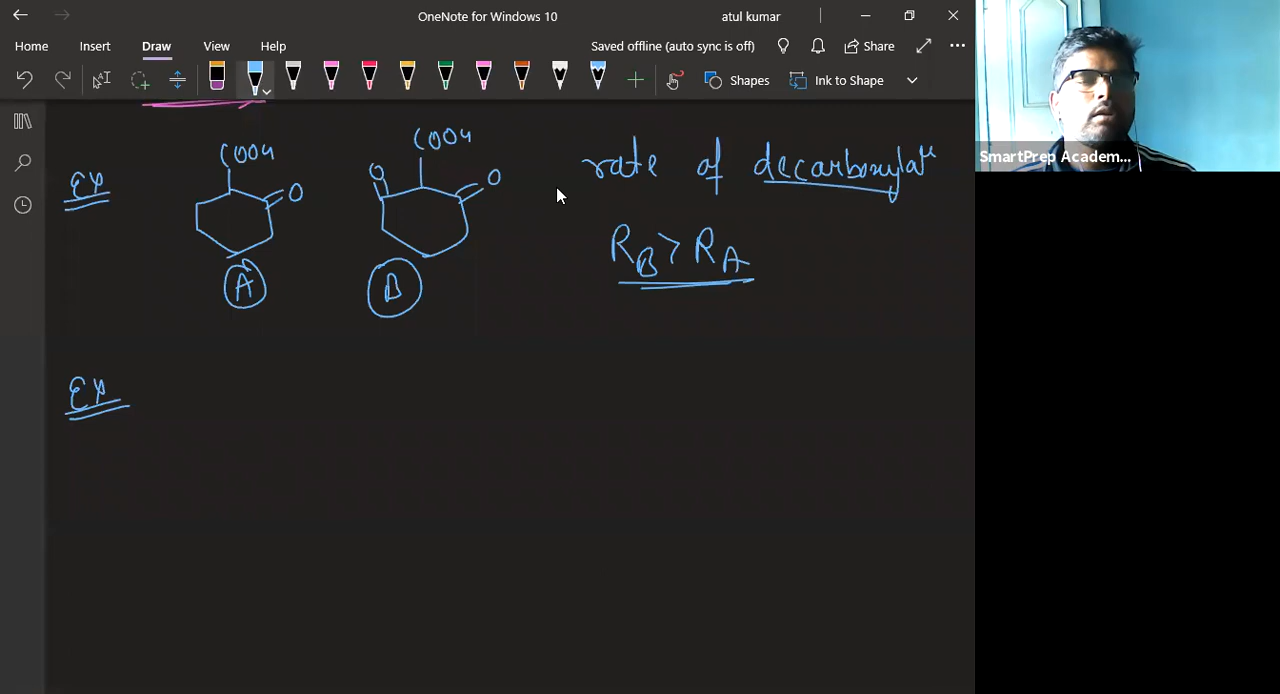 OneNote for Windows 10
atul kumar
Home Insert Draw View Help
Saved offline (auto sync is off)
Share
Shapes
Ink to Shape
SmartPrep Academ...
Ex
COOH
O
A
COOH
O
O
B
rate of decarboxylatn
RB > RA
Ex